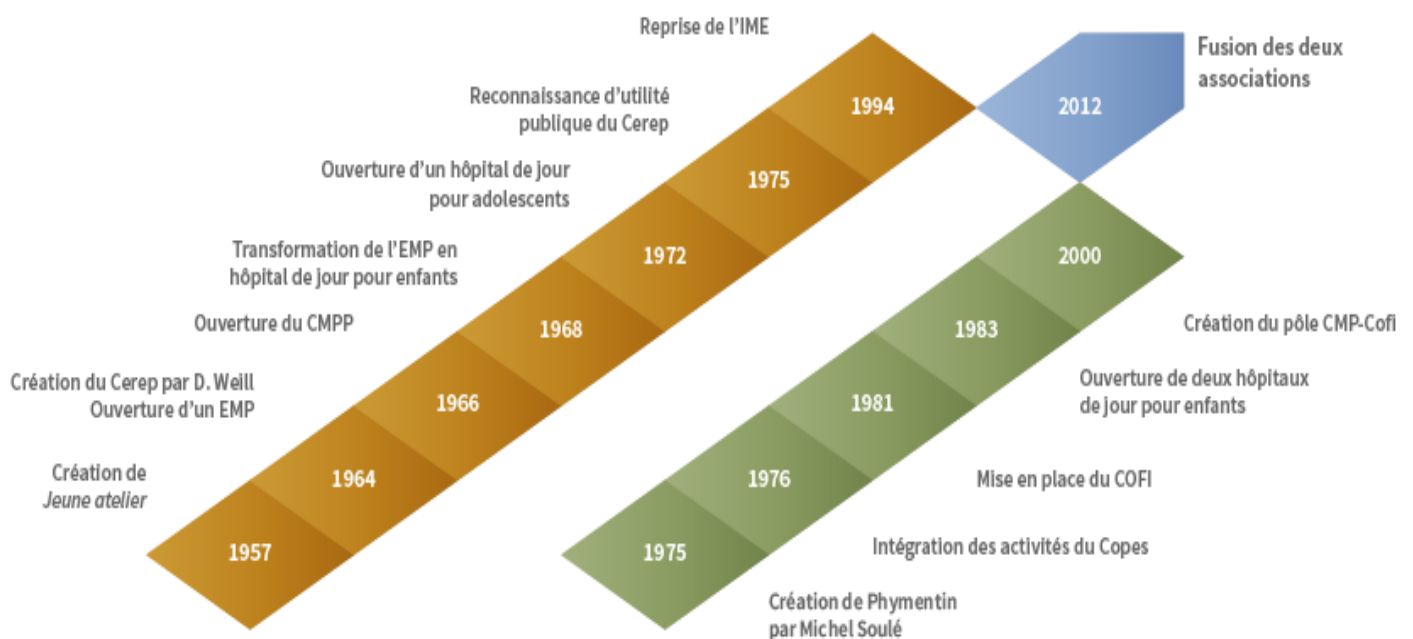 Reprise de l'IME
1994
Reconnaissance d'utilité
publique du Cerep
1975
Ouverture d'un hôpital de jour
pour adolescents
1972
Transformation de l'EMP en
hôpital de jour pour enfants
1968
Ouverture du CMPP
1966
Création du Cerep par D. Weill
Ouverture d'un EMP
1964
Création de
Jeune atelier
1957
Fusion des deux
associations
2012
2000
Création du pôle CMP-Cofi
1983
Ouverture de deux hôpitaux
de jour pour enfants
1981
Mise en place du COFI
1976
Intégration des activités du Copes
1975
Création de Phymentin
par Michel Soulé